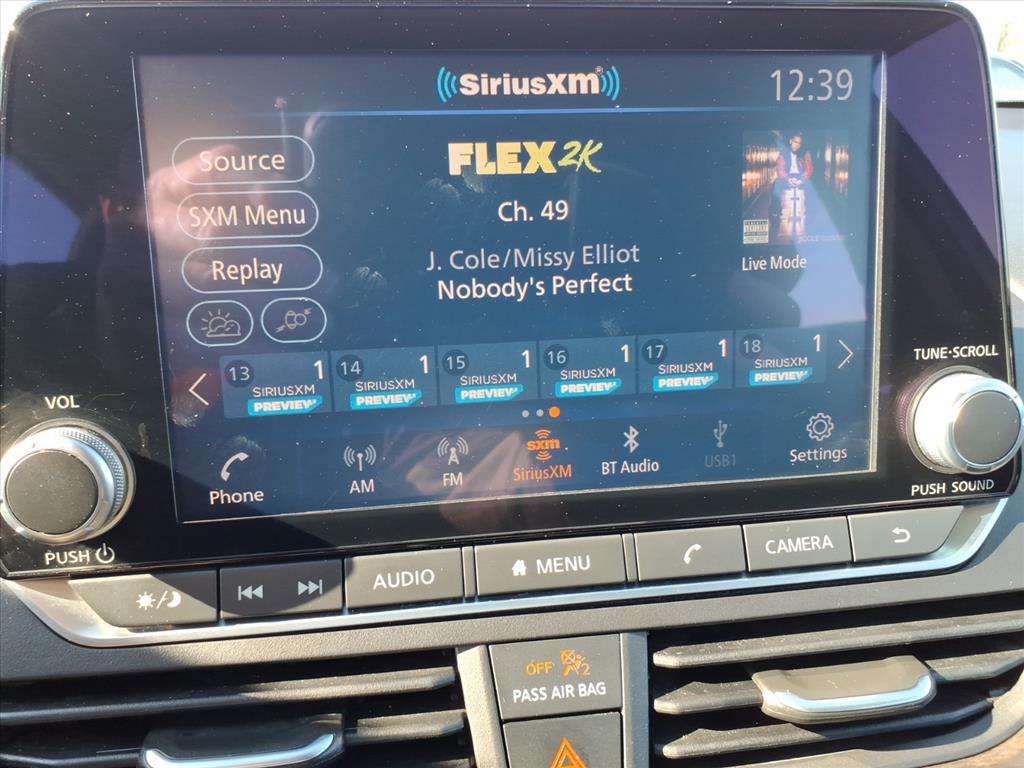 SiriusXM
12:39
Source
FLEX2K
SXM Menu
Ch. 49
Replay
J. Cole/Missy Elliot
Nobody's Perfect
Live Mode
13 1 14 1 15 1 16 1 17 1 18 1
SIRIUSXM SIRIUSXM SIRIUSXM SIRIUSXM SIRIUSXM SIRIUSXM
PREVIEW PREVIEW PREVIEW PREVIEW PREVIEW PREVIEW
TUNE·SCROLL
VOL
sxm
Phone AM FM SiriusXM BT Audio USB1 Settings
PUSH SOUND
PUSH
AUDIO MENU CAMERA
OFF 2
PASS AIR BAG